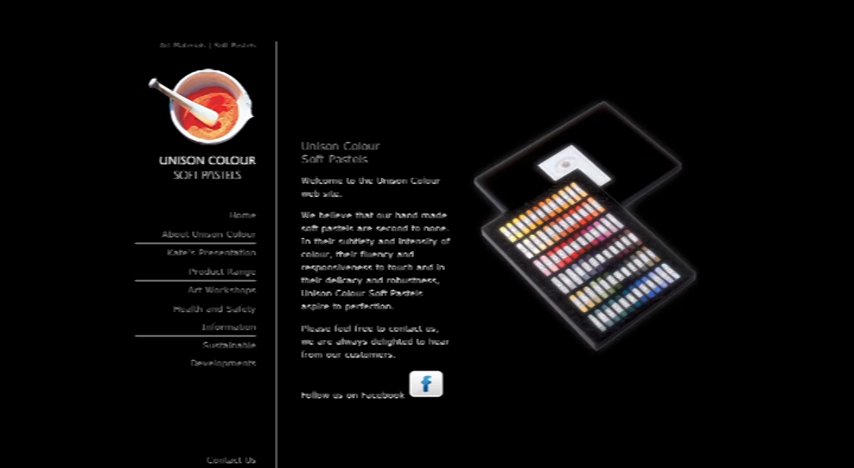 Art Materials | Soft Pastels
UNISON COLOUR
SOFT PASTELS
Home
About Unison Colour
Kate's Presentation
Product Range
Art Workshops
Health and Safety
Information
Sustainable
Developments
Contact Us
Unison Colour
Soft Pastels
Welcome to the Unison Colour
web site.
We believe that our hand made
soft pastels are second to none.
In their subtlety and intensity of
colour, their fluency and
responsiveness to touch and in
their delicacy and robustness,
Unison Colour Soft Pastels
aspire to perfection.
Please feel free to contact us,
we are always delighted to hear
from our customers.
Follow us on Facebook
f